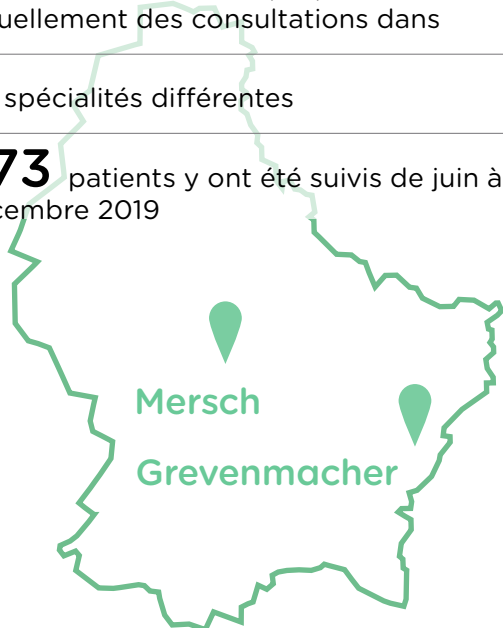 uellement des consultations dans
spécialités différentes
73 patients y ont été suivis de juin à
cembre 2019
Mersch
Grevenmacher